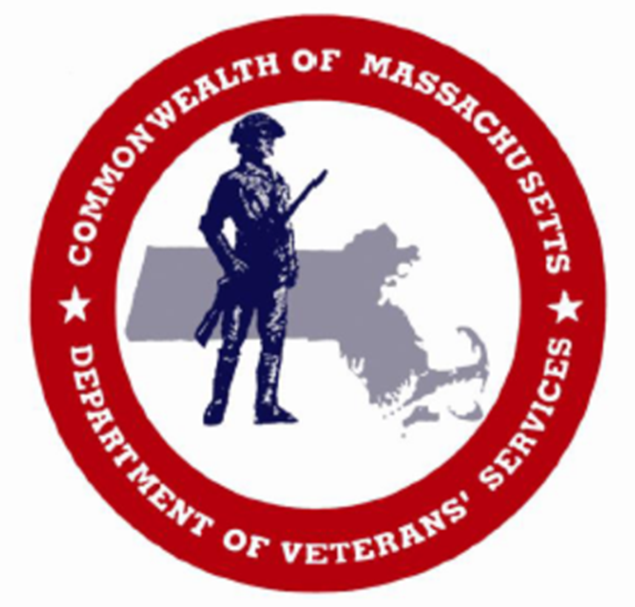 COMMONWEALTH OF MASSACHUSETTS
DEPARTMENT OF VETERANS' SERVICES